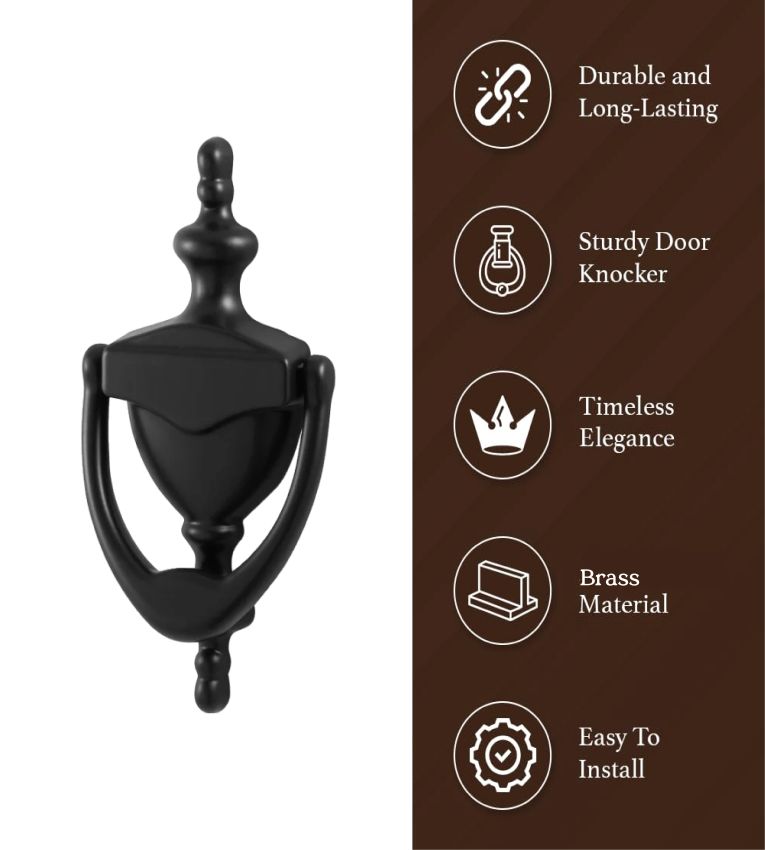 Durable and
Long-Lasting
Sturdy Door
Knocker
Timeless
Elegance
Brass
Material
Easy To
Install